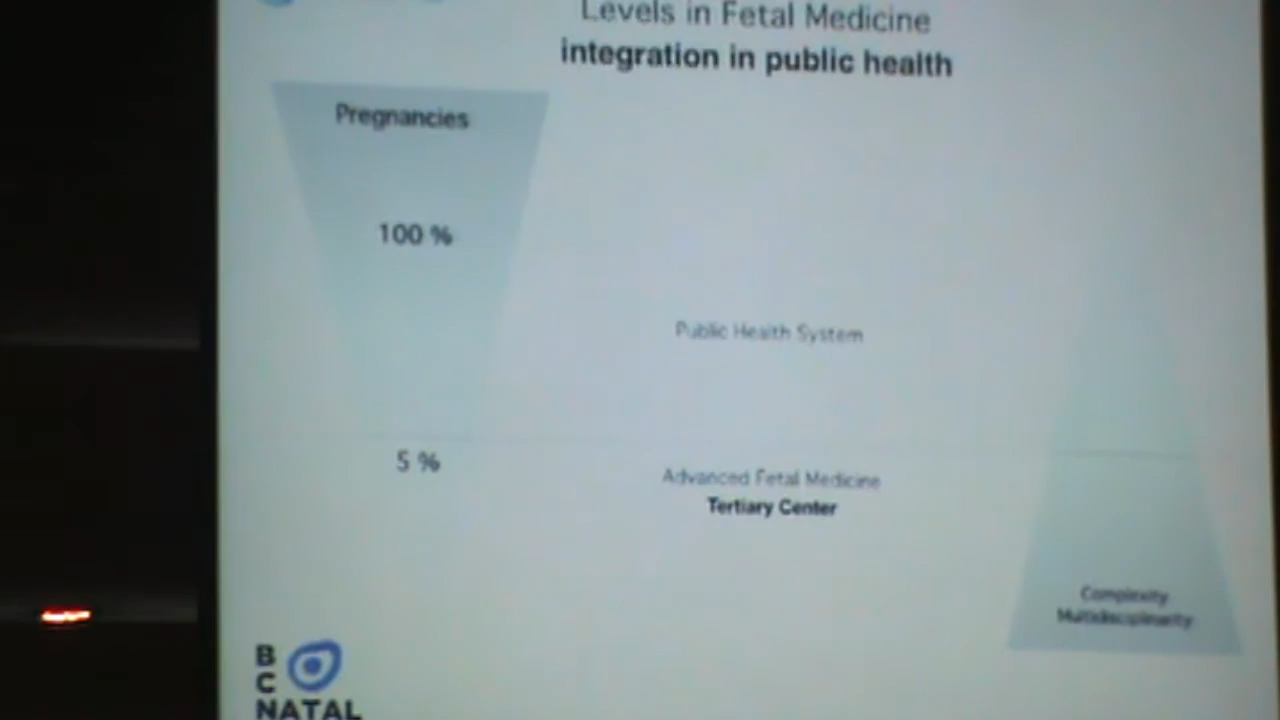 Levels in Fetal Medicine
integration in public health
Pregnancies
100 %
Public Health System
5 %
Advanced Fetal Medicine
Tertiary Center
Complexity
Multidisciplinarity
B
C
NATAL